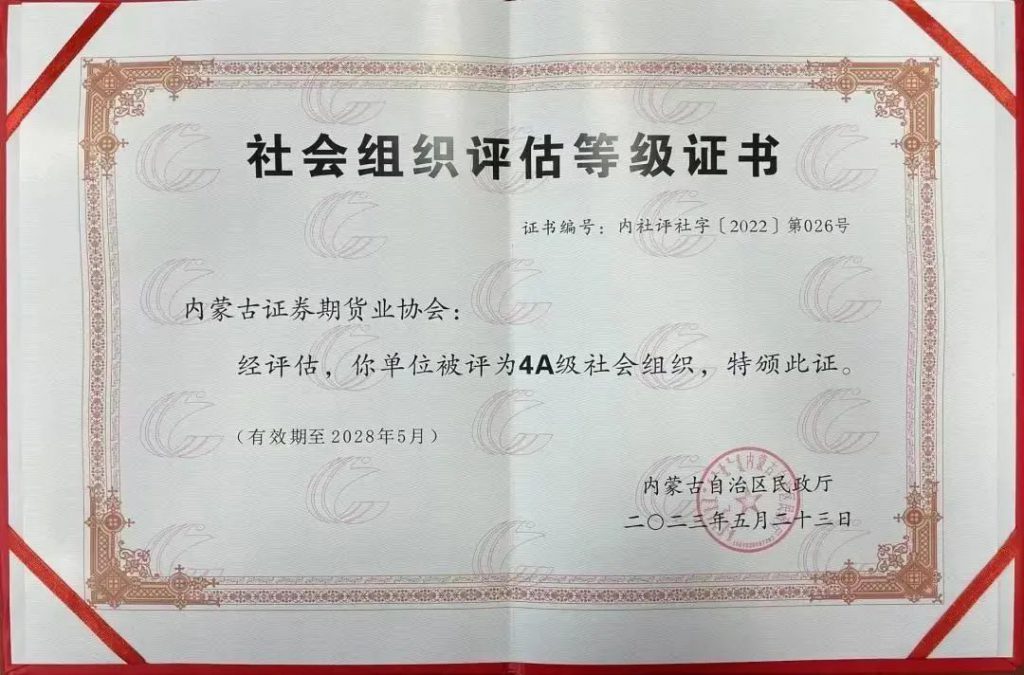 社会组织评估等级证书
证书编号：内社评社字〔2022〕第026号
内蒙古证券期货业协会：
经评估，你单位被评为4A级社会组织，特颁此证。
（有效期至2028年5月）
内蒙古自治区民政厅
二〇二三年五月二十三日